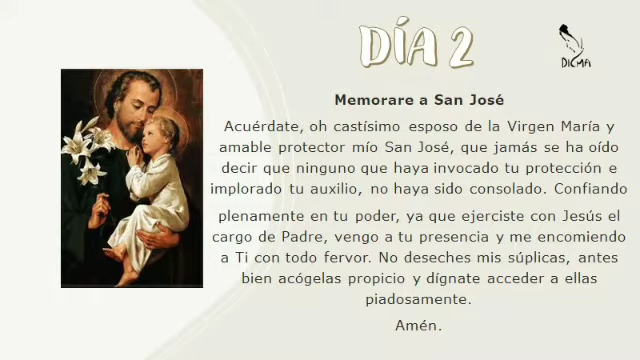 DÍA 2
DICMA
Memorare a San José
Acuérdate, oh castísimo esposo de la Virgen María y
amable protector mío San José, que jamás se ha oído
decir que ninguno que haya invocado tu protección e
implorado tu auxilio, no haya sido consolado. Confiando
plenamente en tu poder, ya que ejerciste con Jesús el
cargo de Padre, vengo a tu presencia y me encomiendo
a Ti con todo fervor. No deseches mis súplicas, antes
bien acógelas propicio y dígnate acceder a ellas
piadosamente.
Amén.